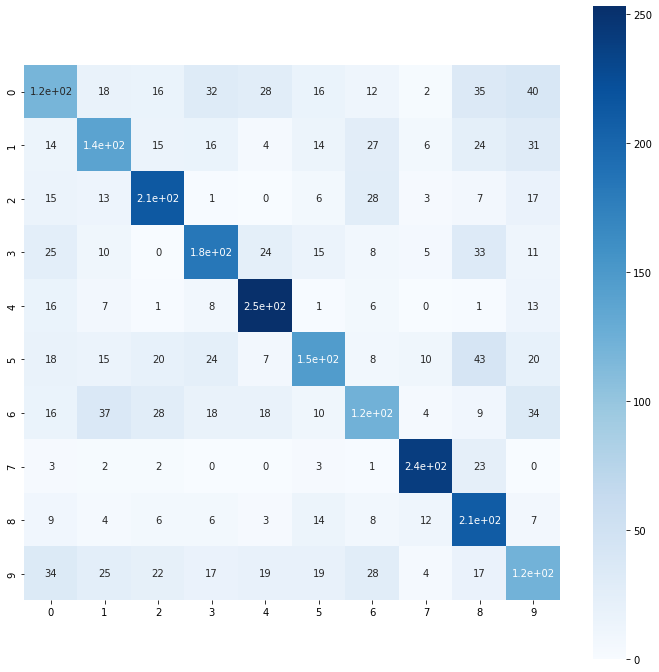 0 1.2e+02 18 16 32 28 16 12 2 35 40
1 14 1.4e+02 15 16 4 14 27 6 24 31
2 15 13 2.1e+02 1 0 6 28 3 7 17
3 25 10 0 1.8e+02 24 15 8 5 33 11
4 16 7 1 8 2.5e+02 1 6 0 1 13
5 18 15 20 24 7 1.5e+02 8 10 43 20
6 16 37 28 18 18 10 1.2e+02 4 9 34
7 3 2 2 0 0 3 1 2.4e+02 23 0
8 9 4 6 6 3 14 8 12 2.1e+02 7
9 34 25 22 17 19 19 28 4 17 1.2e+02
0 1 2 3 4 5 6 7 8 9
250
200
150
100
50
0